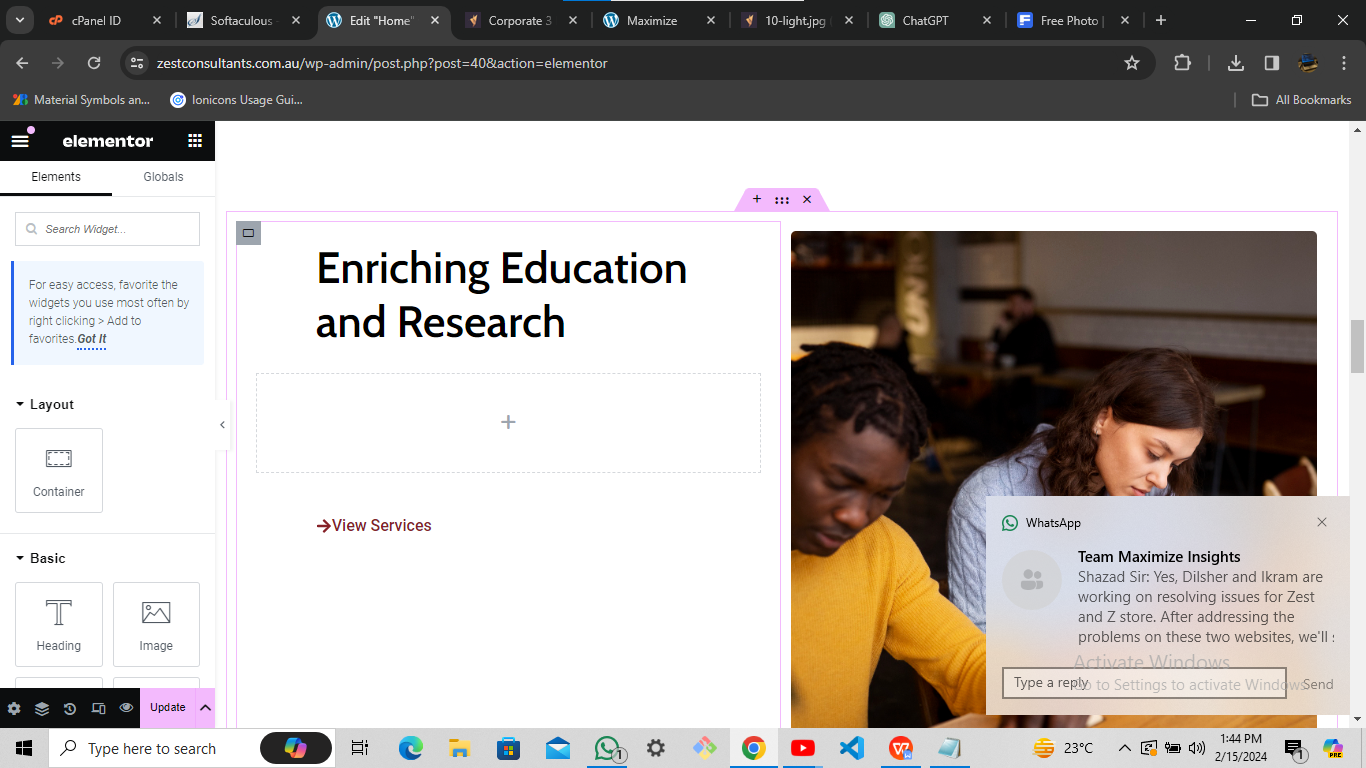 cPanel ID
Softaculous -
Edit "Home"
Corporate 3
Maximize
10-light.jpg
ChatGPT
Free Photo
zestconsultants.com.au/wp-admin/post.php?post=40&action=elementor
Material Symbols an...
Ionicons Usage Gui...
All Bookmarks
elementor
Elements
Globals
Search Widget...
For easy access, favorite the
widgets you use most often by
right clicking > Add to
favorites.Got It
Layout
Container
Basic
Heading
Image
Update
Enriching Education
and Research
View Services
WhatsApp
Team Maximize Insights
Shazad Sir: Yes, Dilsher and Ikram are
working on resolving issues for Zest
and Z store. After addressing the
problems on these two websites, we'll
Activate Windows
Go to Settings to activate Windows.
Type a reply
Send
Type here to search
1
23°C
1:44 PM
2/15/2024
1
PRE